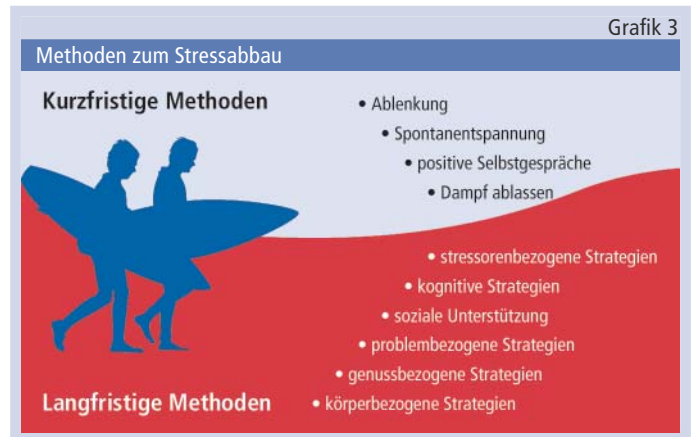 Grafik 3
Methoden zum Stressabbau
Kurzfristige Methoden
• Ablenkung
• Spontanentspannung
• positive Selbstgespräche
• Dampf ablassen
• stressorenbezogene Strategien
• kognitive Strategien
• soziale Unterstützung
• problembezogene Strategien
• genussbezogene Strategien
Langfristige Methoden
• körperbezogene Strategien